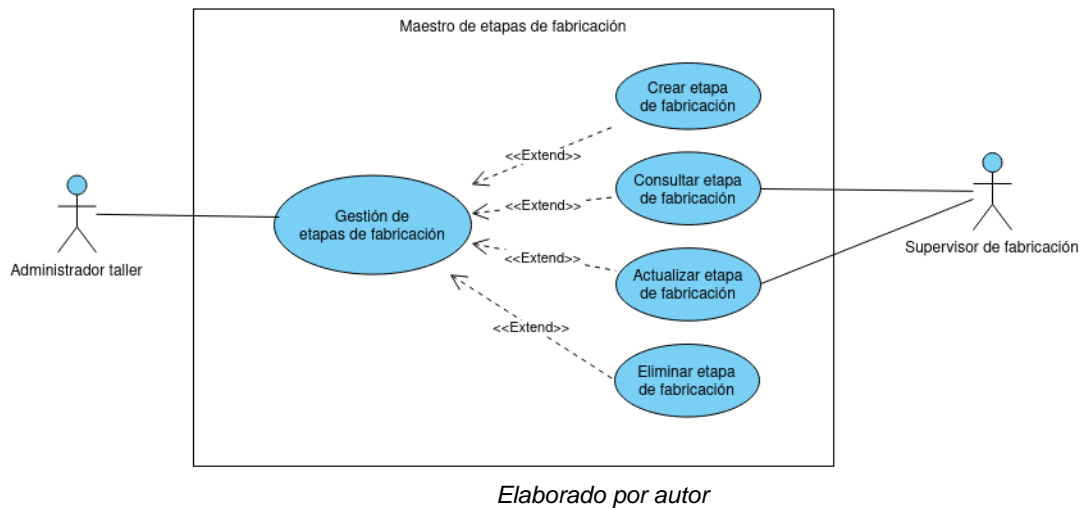 Maestro de etapas de fabricación
Crear etapa
de fabricación
<<Extend>>
Consultar etapa
de fabricación
<<Extend>>
Gestión de
etapas de fabricación
Administrador taller
Supervisor de fabricación
<<Extend>>
Actualizar etapa
de fabricación
<<Extend>>
Eliminar etapa
de fabricación
Elaborado por autor